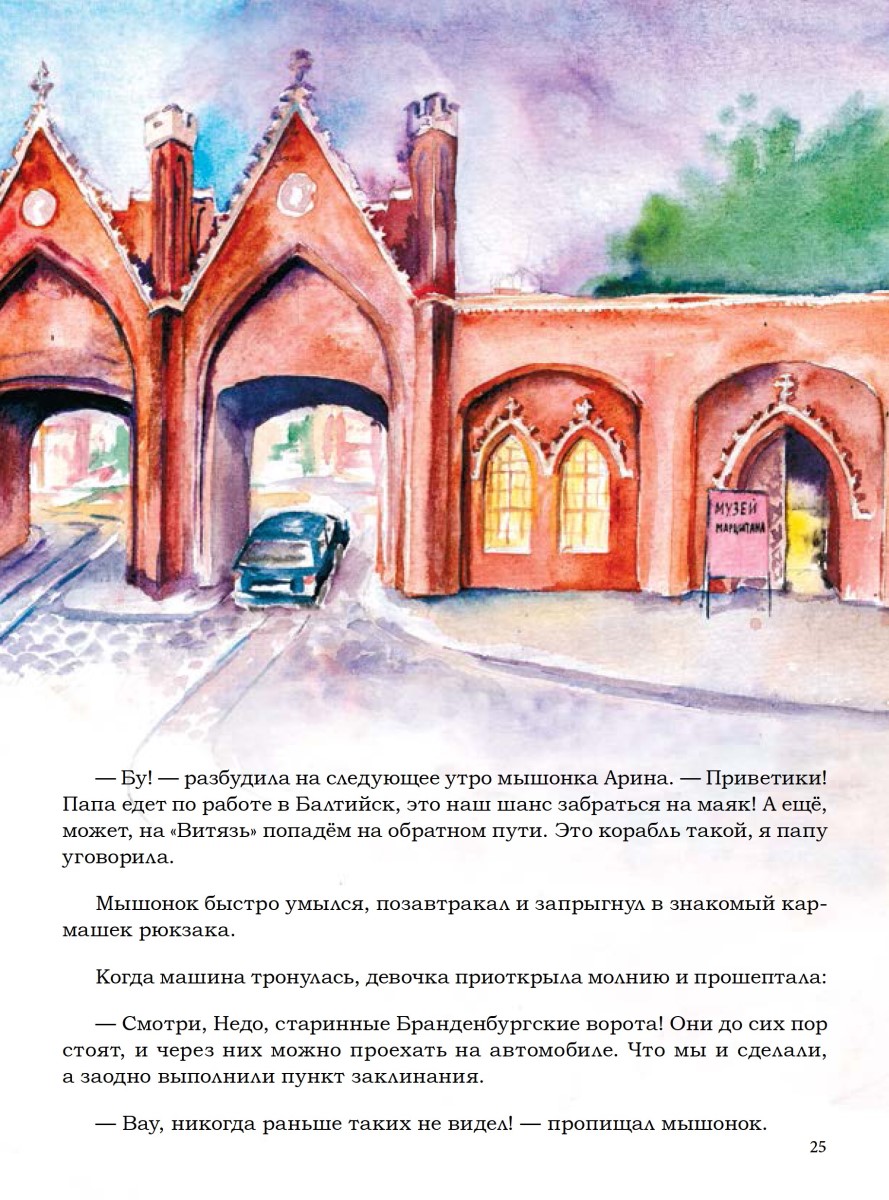 МУЗЕЙ
МАРЦИПАНА
— Бу! — разбудила на следующее утро мышонка Арина. — Приветики!
Папа едет по работе в Балтийск, это наш шанс забраться на маяк! А ещё,
может, на «Витязь» попадём на обратном пути. Это корабль такой, я папу
уговорила.
Мышонок быстро умылся, позавтракал и запрыгнул в знакомый кар-
машек рюкзака.
Когда машина тронулась, девочка приоткрыла молнию и прошептала:
— Смотри, Недо, старинные Бранденбургские ворота! Они до сих пор
стоят, и через них можно проехать на автомобиле. Что мы и сделали,
а заодно выполнили пункт заклинания.
— Вау, никогда раньше таких не видел! — пропищал мышонок.
25